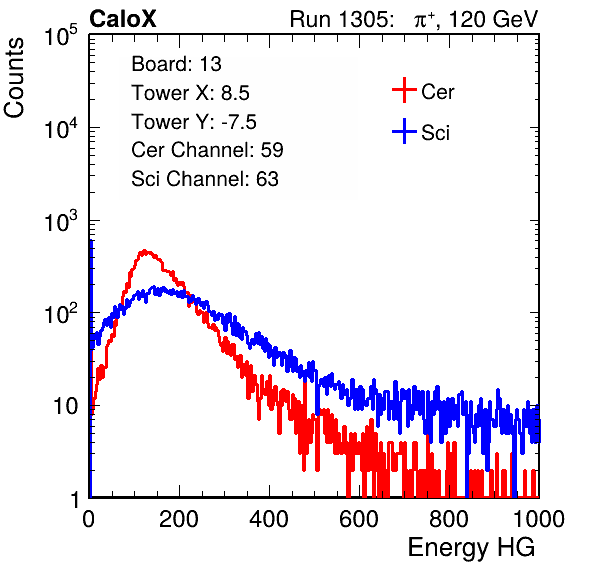 CaloX Run 1305: π⁺, 120 GeV
Counts
Board: 13
Tower X: 8.5
Tower Y: -7.5
Cer Channel: 59
Sci Channel: 63
Cer
Sci
10⁵
10⁴
10³
10²
10
1
0 200 400 600 800 1000
Energy HG